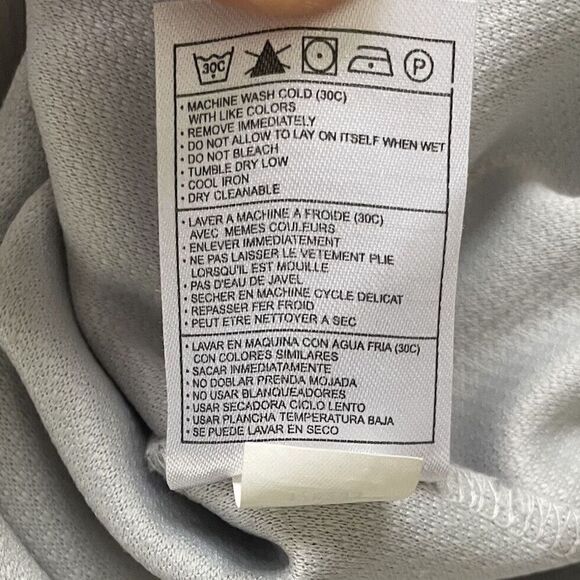 30C P
• MACHINE WASH COLD (30C)
WITH LIKE COLORS
• REMOVE IMMEDIATELY
• DO NOT ALLOW TO LAY ON ITSELF WHEN WET
• DO NOT BLEACH
• TUMBLE DRY LOW
• COOL IRON
• DRY CLEANABLE
• LAVER A MACHINE A FROIDE (30C)
AVEC MEMES COULEURS
• ENLEVER IMMEDIATEMENT
• NE PAS LAISSER LE VETEMENT PLIE
LORSQU'IL EST MOUILLE
• PAS D'EAU DE JAVEL
• SECHER EN MACHINE CYCLE DELICAT
• REPASSER FER FROID
• PEUT ETRE NETTOYER A SEC
• LAVAR EN MAQUINA CON AGUA FRIA (30C)
CON COLORES SIMILARES
• SACAR INMEDIATAMENTE
• NO DOBLAR PRENDA MOJADA
• NO USAR BLANQUEADORES
• USAR SECADORA CICLO LENTO
• USAR PLANCHA TEMPERATURA BAJA
• SE PUEDE LAVAR EN SECO